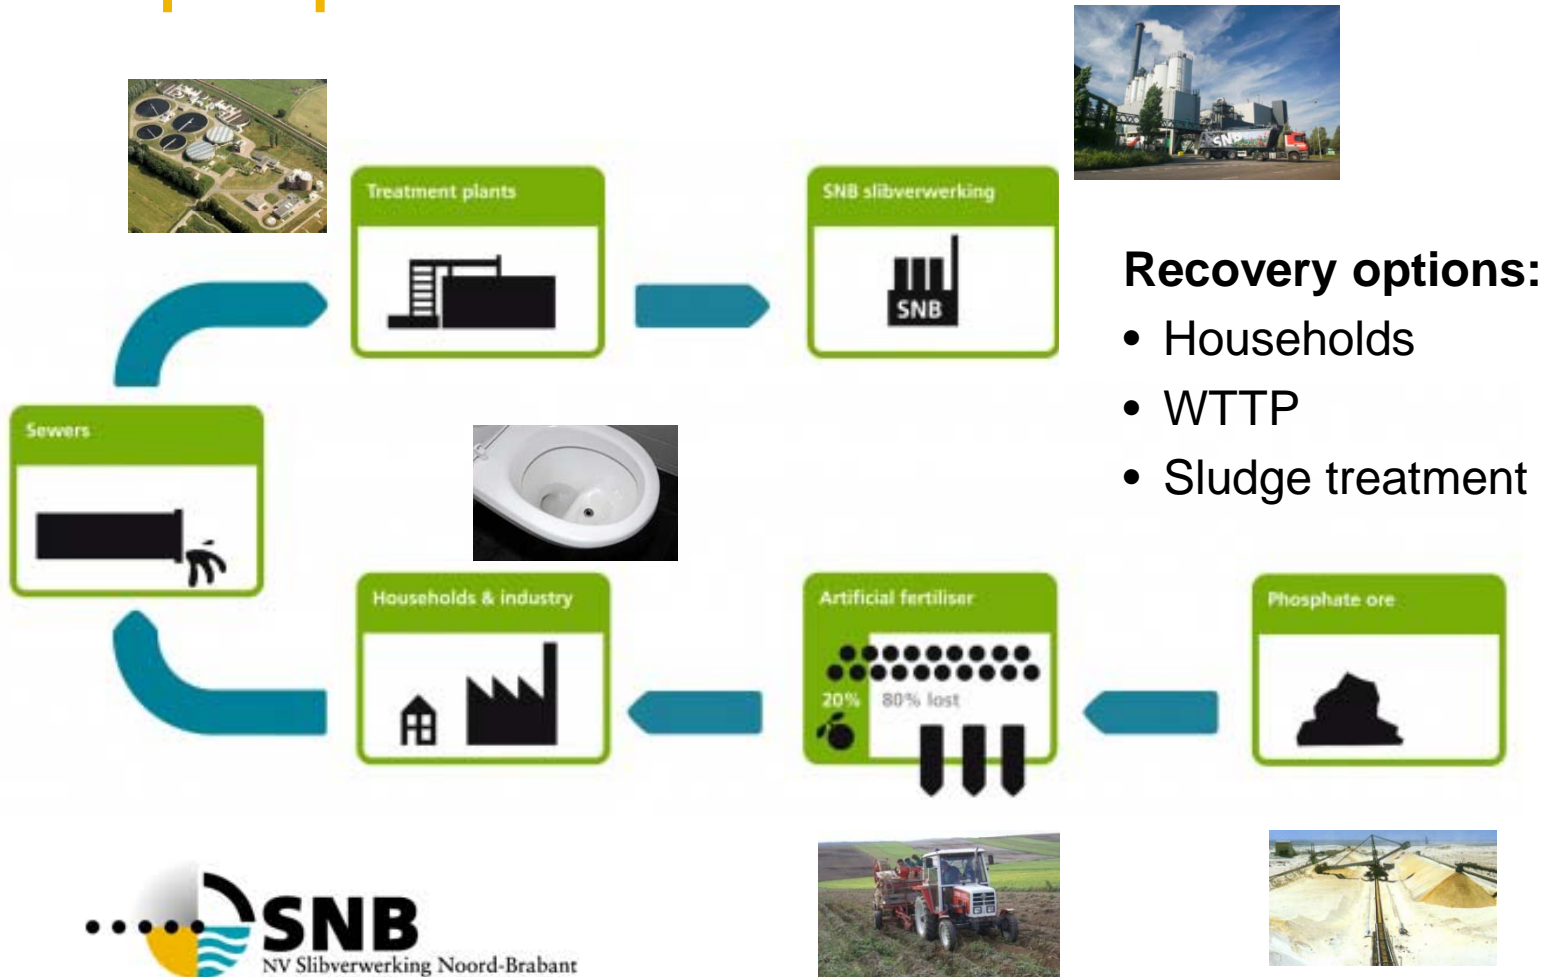 Treatment plants
SNB slibverwerking
SNB
SNB
Recovery options:
• Households
• WTTP
• Sludge treatment
Sewers
Households & industry
Artificial fertiliser
20% 80% lost
Phosphate ore
SNB
NV Slibverwerking Noord-Brabant